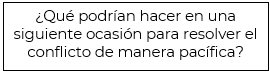 ¿Qué podrían hacer en una
siguiente ocasión para resolver el
conflicto de manera pacífica?